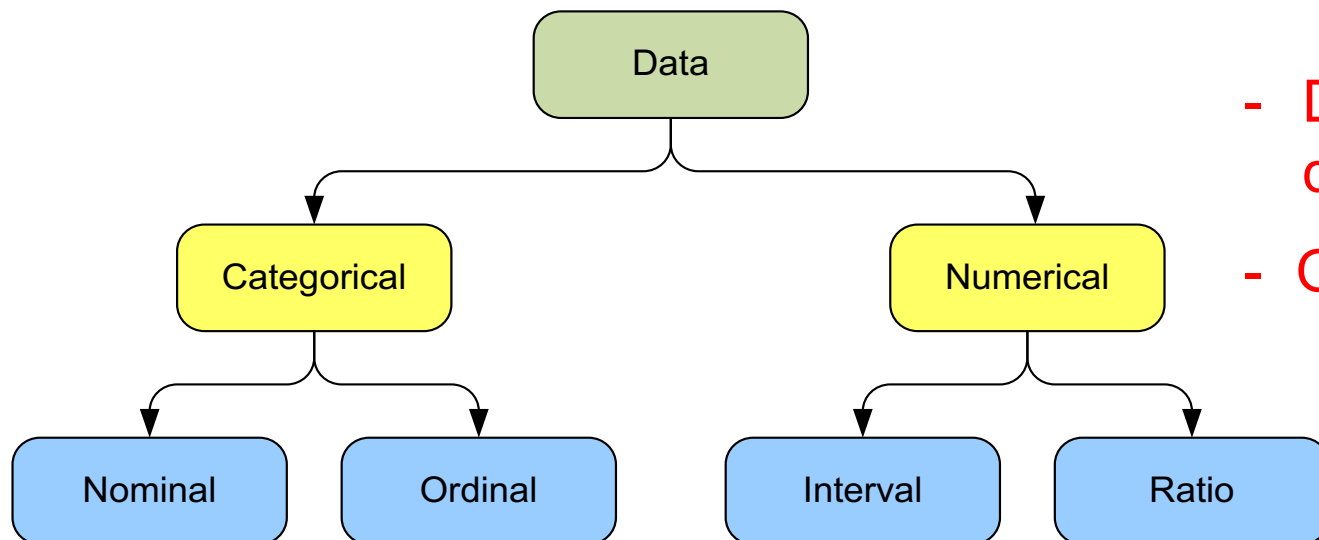 Data
Categorical
Numerical
Nominal
Ordinal
Interval
Ratio